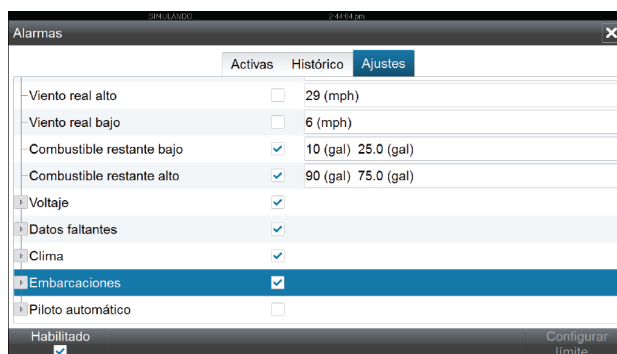 SIMULANDO... 2:44:04 pm
Alarmas
Activas Histórico Ajustes
Viento real alto 29 (mph)
Viento real bajo 6 (mph)
Combustible restante bajo 10 (gal) 25.0 (gal)
Combustible restante alto 90 (gal) 75.0 (gal)
Voltaje
Datos faltantes
Clima
Embarcaciones
Piloto automático
Habilitado Configurar
límite